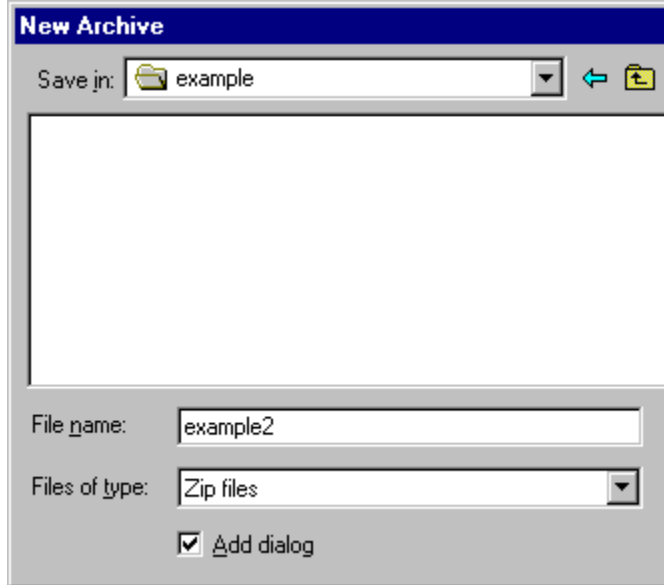 New Archive
Save in: example
File name: example2
Files of type: Zip files
Add dialog